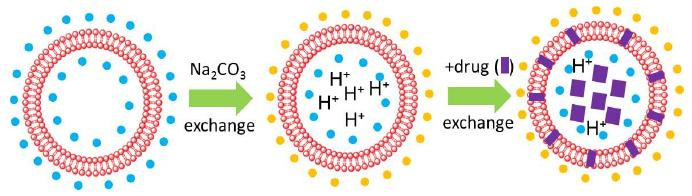 Na₂CO₃
exchange
H⁺
H⁺
H⁺ H⁺
H⁺
+drug ( )
exchange
H⁺
H⁺